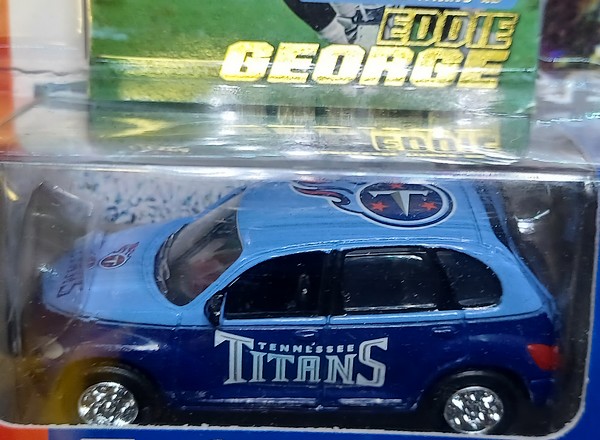 EDDIE
GEORGE
T
TENNESSEE
TITANS